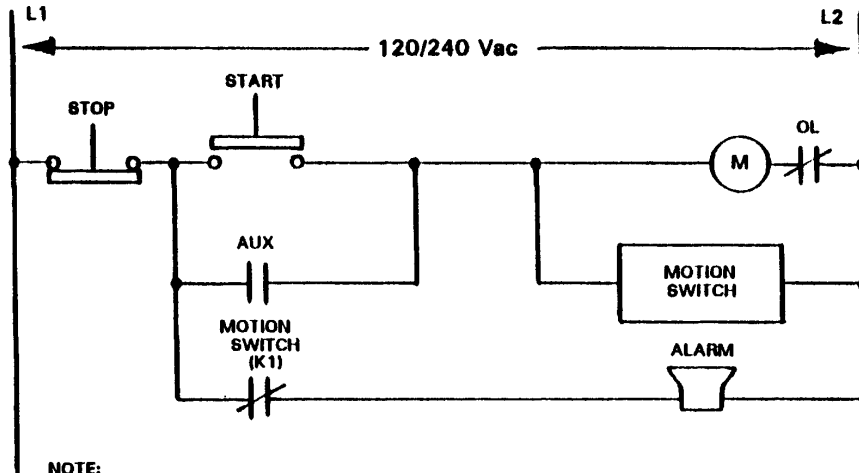 L1
L2
120/240 Vac
START
STOP
OL
M
AUX
MOTION
SWITCH
MOTION
SWITCH
(K1)
ALARM
NOTE: